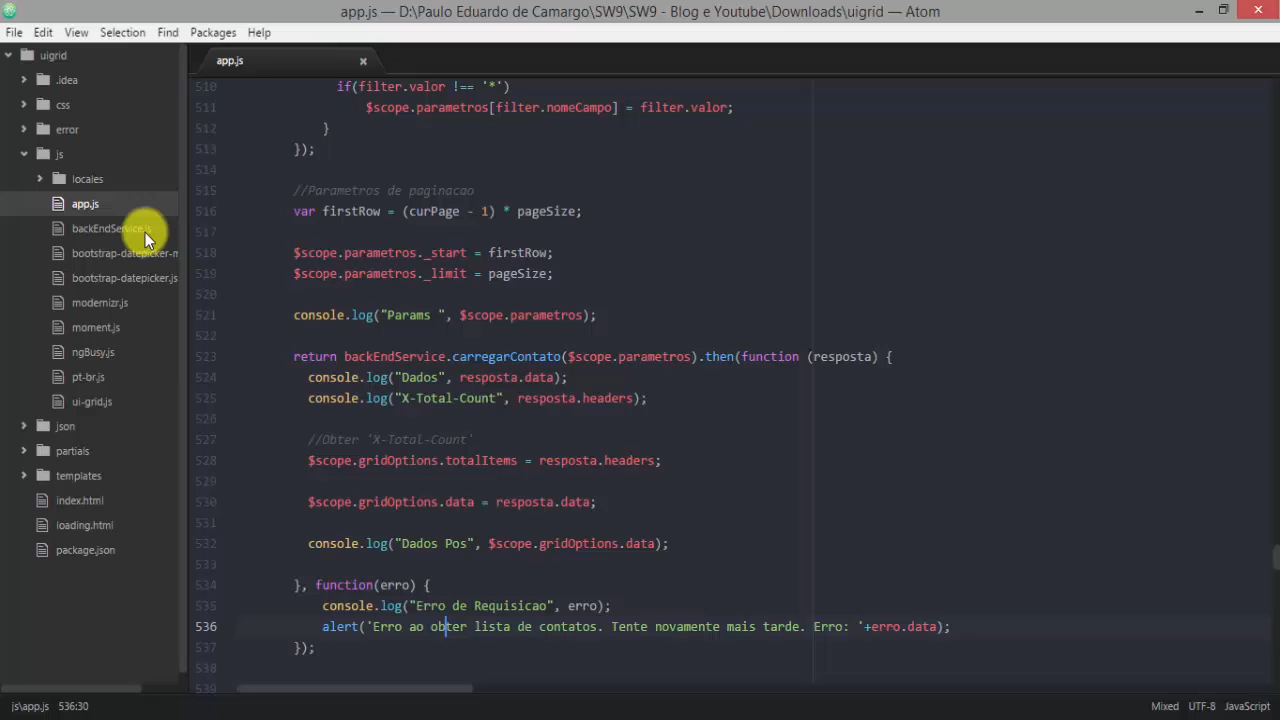 app.js — D:\Paulo Eduardo de Camargo\SW9\SW9 - Blog e Youtube\Downloads\uigrid — Atom
File Edit View Selection Find Packages Help
uigrid
.idea
css
error
js
locales
app.js
backEndService.js
bootstrap-datepicker-m
bootstrap-datepicker.js
modernizr.js
moment.js
ngBusy.js
pt-br.js
ui-grid.js
json
partials
templates
index.html
loading.html
package.json
app.js
510 if(filter.valor !== '*')
511 $scope.parametros[filter.nomeCampo] = filter.valor;
512 }
513 });
514
515 //Parametros de paginacao
516 var firstRow = (curPage - 1) * pageSize;
517
518 $scope.parametros._start = firstRow;
519 $scope.parametros._limit = pageSize;
520
521 console.log("Params ", $scope.parametros);
522
523 return backEndService.carregarContato($scope.parametros).then(function (resposta) {
524 console.log("Dados", resposta.data);
525 console.log("X-Total-Count", resposta.headers);
526
527 //Obter 'X-Total-Count'
528 $scope.gridOptions.totalItems = resposta.headers;
529
530 $scope.gridOptions.data = resposta.data;
531
532 console.log("Dados Pos", $scope.gridOptions.data);
533
534 }, function(erro) {
535 console.log("Erro de Requisicao", erro);
536 alert('Erro ao obter lista de contatos. Tente novamente mais tarde. Erro: '+erro.data);
537 });
538
539
js\app.js 536:30 Mixed UTF-8 JavaScript